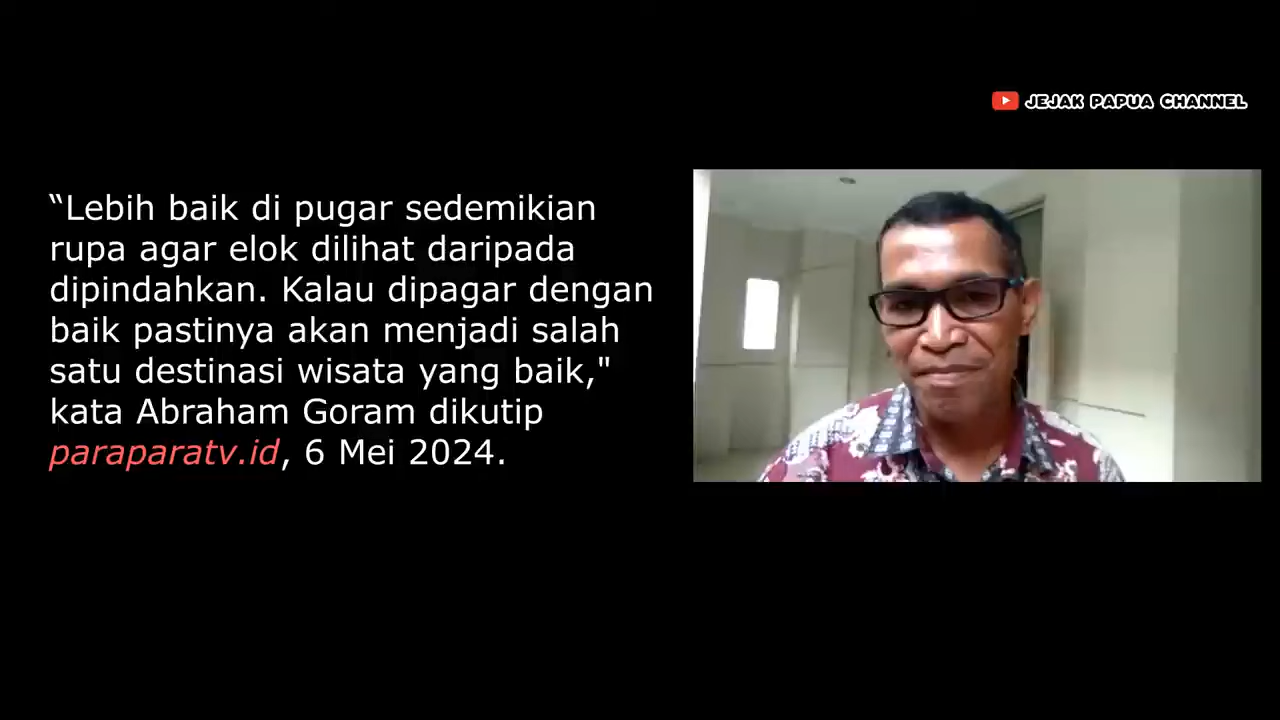 JEJAK PAPUA CHANNEL
“Lebih baik di pugar sedemikian
rupa agar elok dilihat daripada
dipindahkan. Kalau dipagar dengan
baik pastinya akan menjadi salah
satu destinasi wisata yang baik,"
kata Abraham Goram dikutip
paraparatv.id, 6 Mei 2024.